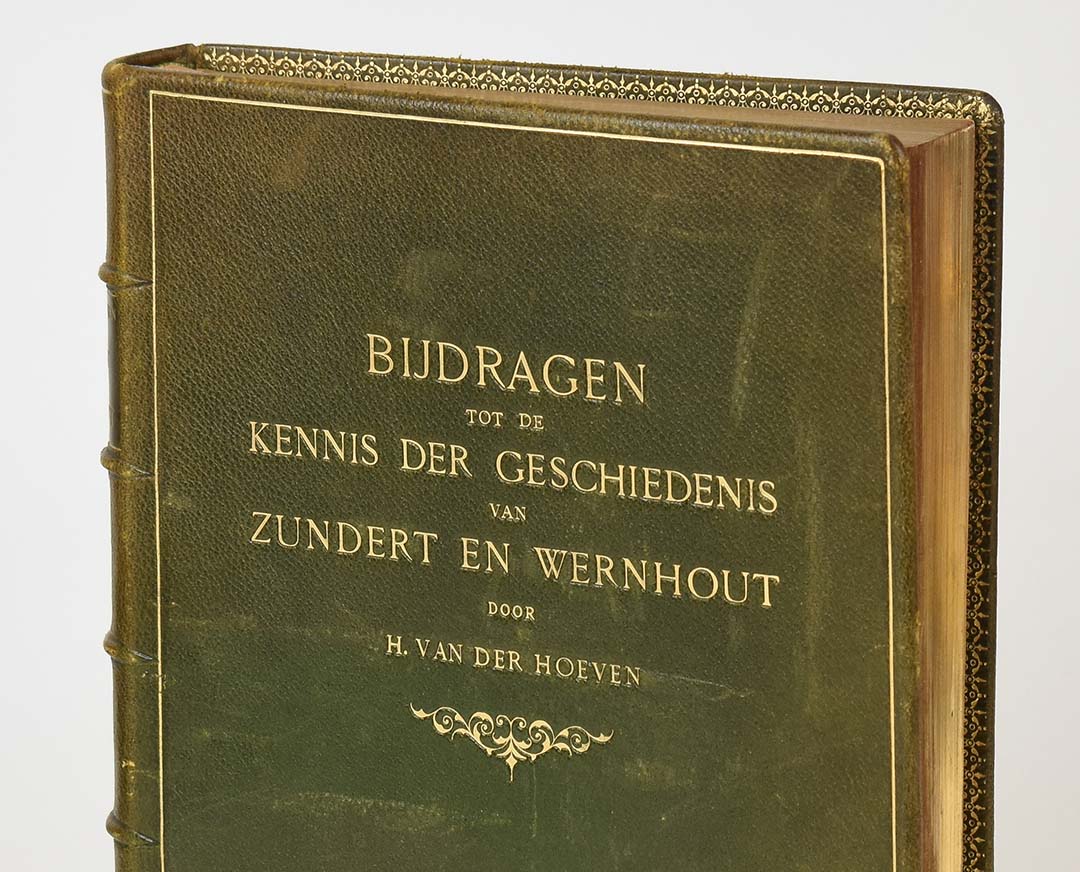 BIJDRAGEN
TOT DE
KENNIS DER GESCHIEDENIS
VAN
ZUNDERT EN WERNHOUT
DOOR
H. VAN DER HOEVEN